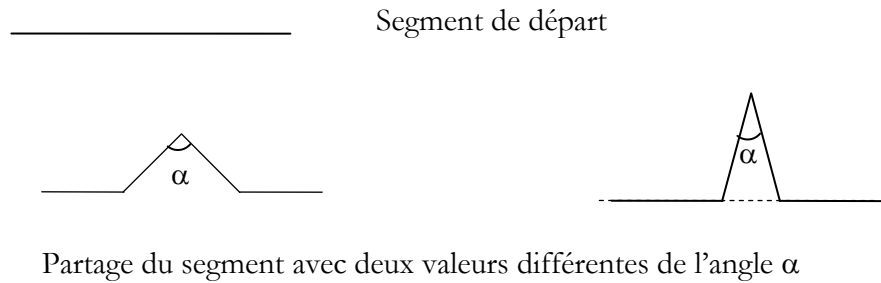 Segment de départ
α
α
Partage du segment avec deux valeurs différentes de l’angle α